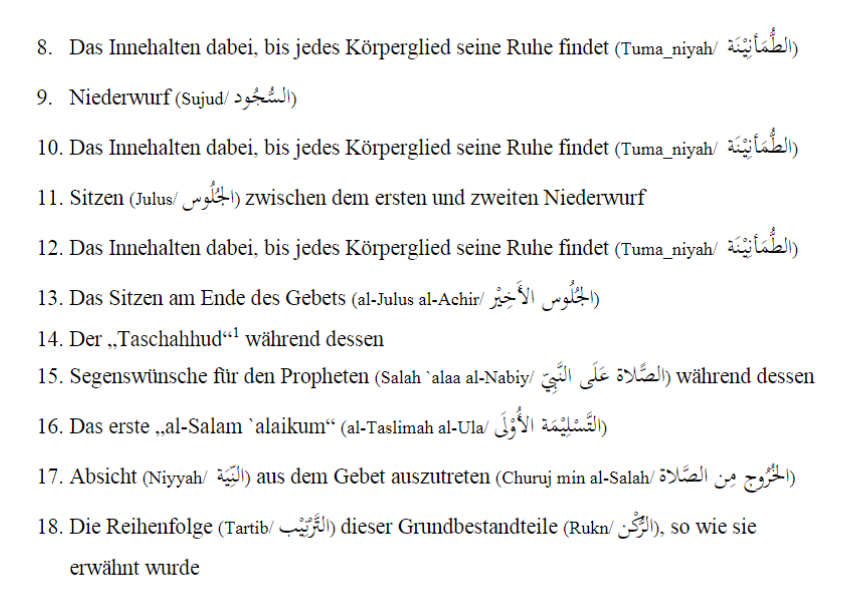 8. Das Innehalten dabei, bis jedes Körperglied seine Ruhe findet (Tuma_niyah/ الطُّمَأنِيْنَة)
9. Niederwurf (Sujud/ السُّجُود)
10. Das Innehalten dabei, bis jedes Körperglied seine Ruhe findet (Tuma_niyah/ الطُّمَأنِيْنَة)
11. Sitzen (Julus/ الجُلُوس) zwischen dem ersten und zweiten Niederwurf
12. Das Innehalten dabei, bis jedes Körperglied seine Ruhe findet (Tuma_niyah/ الطُّمَأنِيْنَة)
13. Das Sitzen am Ende des Gebets (al-Julus al-Achir/ الجُلُوس الأَخِيْر)
14. Der „Taschahhud“¹ während dessen
15. Segenswünsche für den Propheten (Salah `alaa al-Nabiy/ الصَّلاة عَلَى النَّبِيّ) während dessen
16. Das erste „al-Salam `alaikum“ (al-Taslimah al-Ula/ التَّسْلِيْمَة الأُوْلَى)
17. Absicht (Niyyah/ النِّيَة) aus dem Gebet auszutreten (Churuj min al-Salah/ الخُرُوج مِن الصَّلاة)
18. Die Reihenfolge (Tartib/ التَّرْتِيْب) dieser Grundbestandteile (Rukn/ الرُّكْن), so wie sie
erwähnt wurde